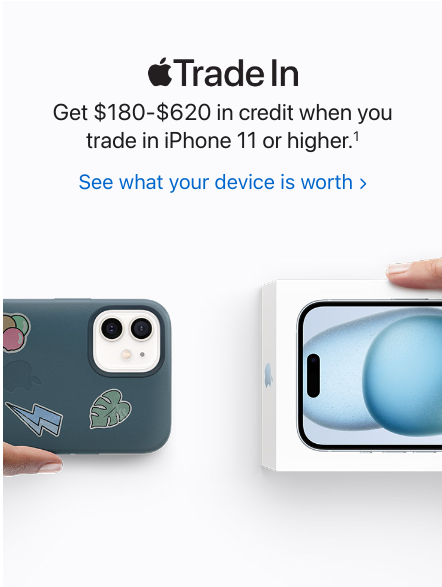 Trade In
Get $180-$620 in credit when you
trade in iPhone 11 or higher.¹
See what your device is worth >